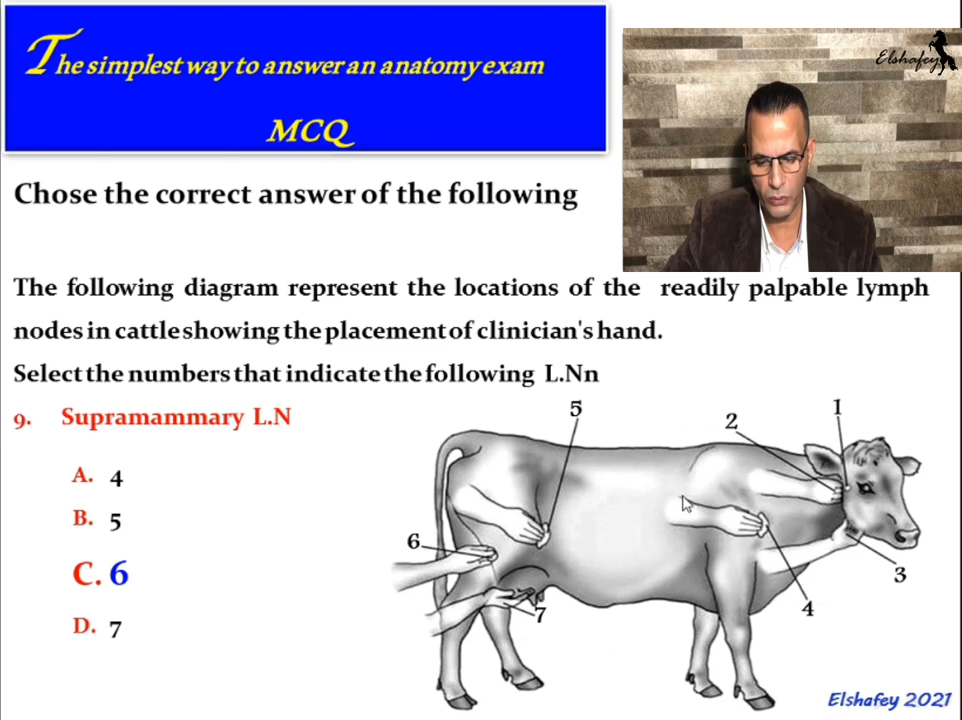 The simplest way to answer an anatomy exam
MCQ
Elshafey
Chose the correct answer of the following
The following diagram represent the locations of the readily palpable lymph
nodes in cattle showing the placement of clinician's hand.
Select the numbers that indicate the following L.Nn
9. Supramammary L.N
A. 4
B. 5
C. 6
D. 7
5
2
1
6
7
4
3
Elshafey 2021